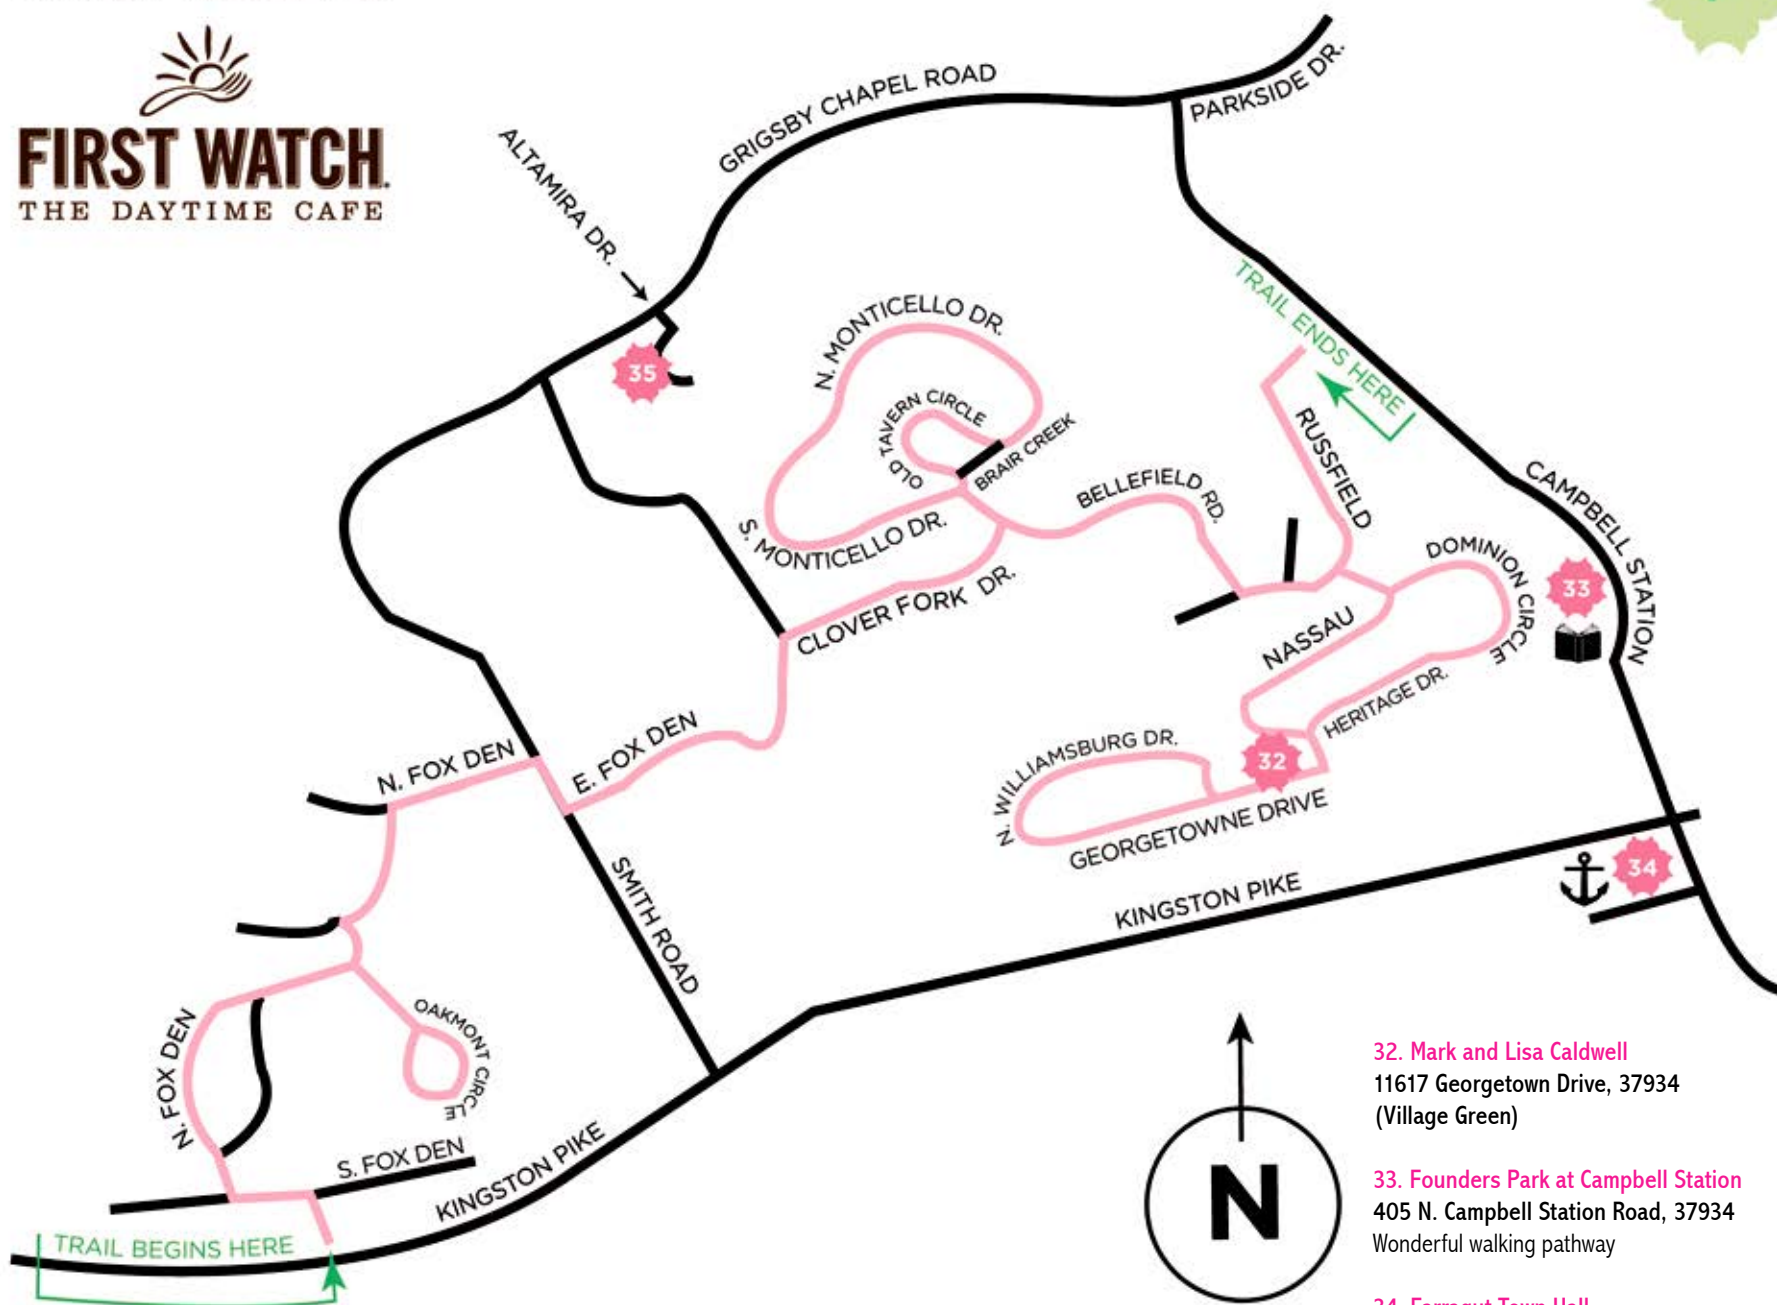 FIRST WATCH.
THE DAYTIME CAFE
GRIGSBY CHAPEL ROAD
PARKSIDE DR.
ALTAMIRA DR.
TRAIL ENDS HERE
35
N. MONTICELLO DR.
OLD TAVERN CIRCLE
BRAIR CREEK
S. MONTICELLO DR.
BELLEFIELD RD.
RUSSFIELD
CAMPBELL STATION
DOMINION CIRCLE
33
CLOVER FORK DR.
NASSAU
HERITAGE DR.
N. FOX DEN
E. FOX DEN
N. WILLIAMSBURG DR.
32
GEORGETOWNE DRIVE
SMITH ROAD
KINGSTON PIKE
34
N. FOX DEN
OAKMONT CIRCLE
S. FOX DEN
KINGSTON PIKE
TRAIL BEGINS HERE
N
32. Mark and Lisa Caldwell
11617 Georgetown Drive, 37934
(Village Green)
33. Founders Park at Campbell Station
405 N. Campbell Station Road, 37934
Wonderful walking pathway
34. Farragut Town Hall